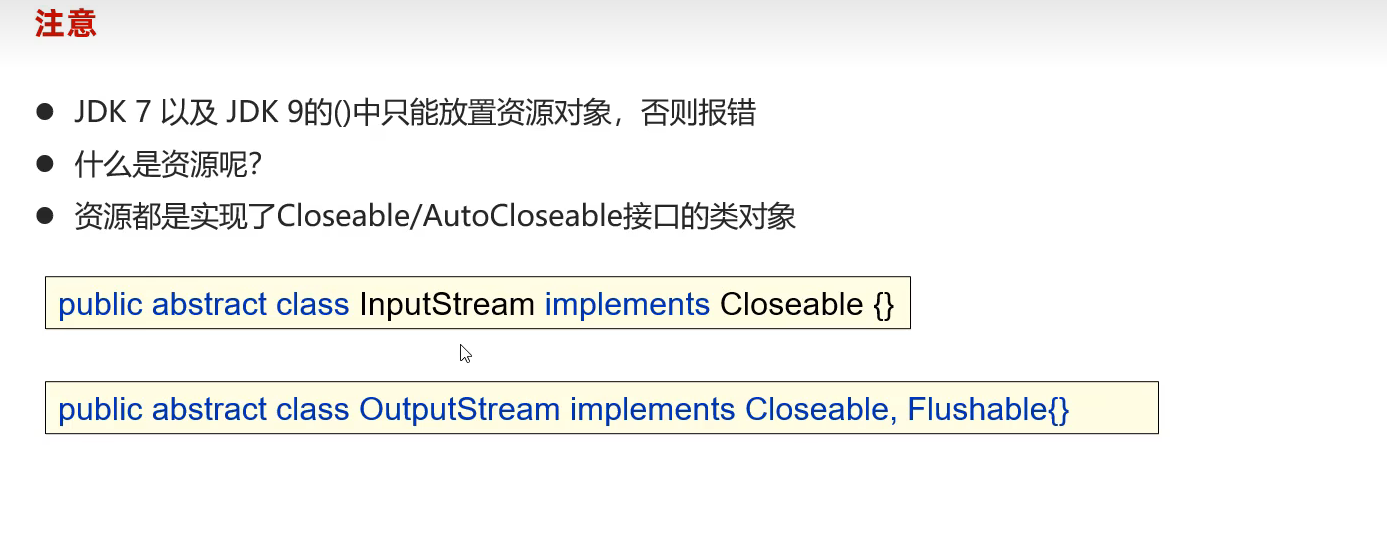 注意
● JDK 7 以及 JDK 9的()中只能放置资源对象，否则报错
● 什么是资源呢？
● 资源都是实现了Closeable/AutoCloseable接口的类对象
public abstract class InputStream implements Closeable {}
public abstract class OutputStream implements Closeable, Flushable{}